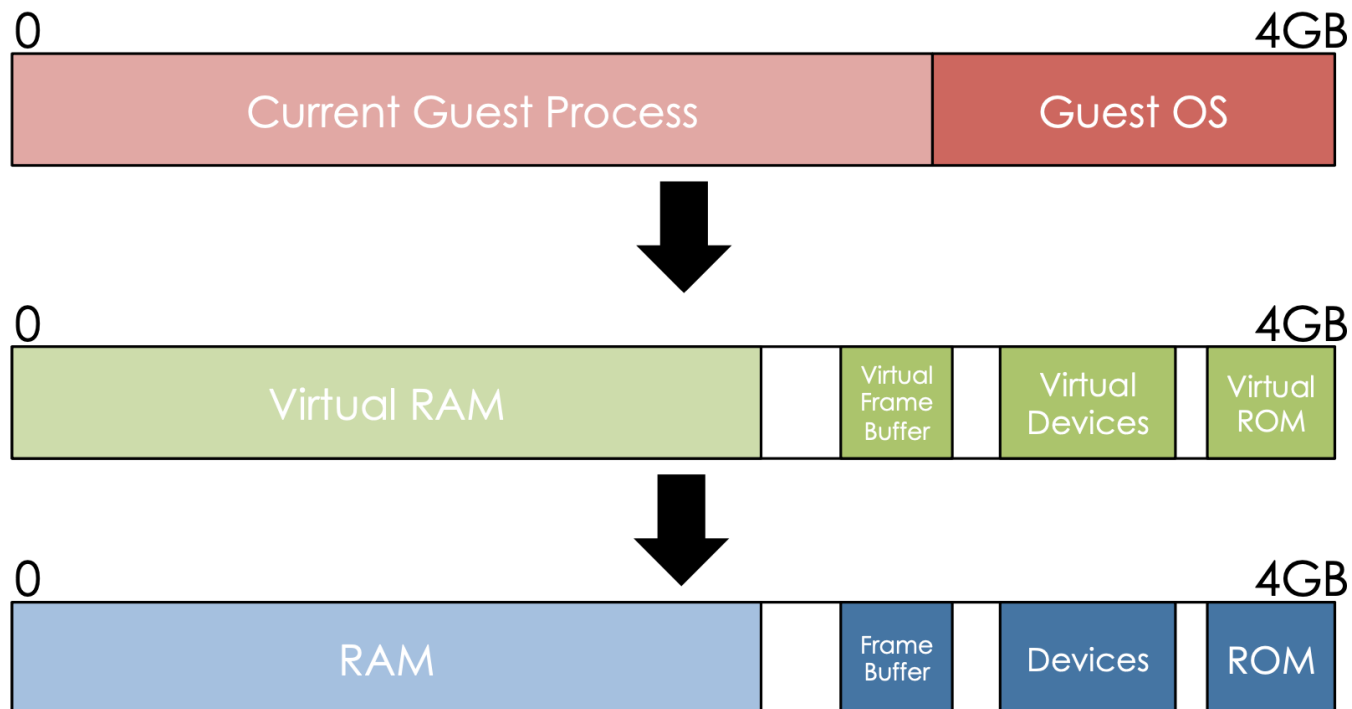 0 4GB
Current Guest Process Guest OS
0 4GB
Virtual RAM
Virtual
Frame
Buffer
Virtual
Devices
Virtual
ROM
0 4GB
RAM
Frame
Buffer
Devices
ROM